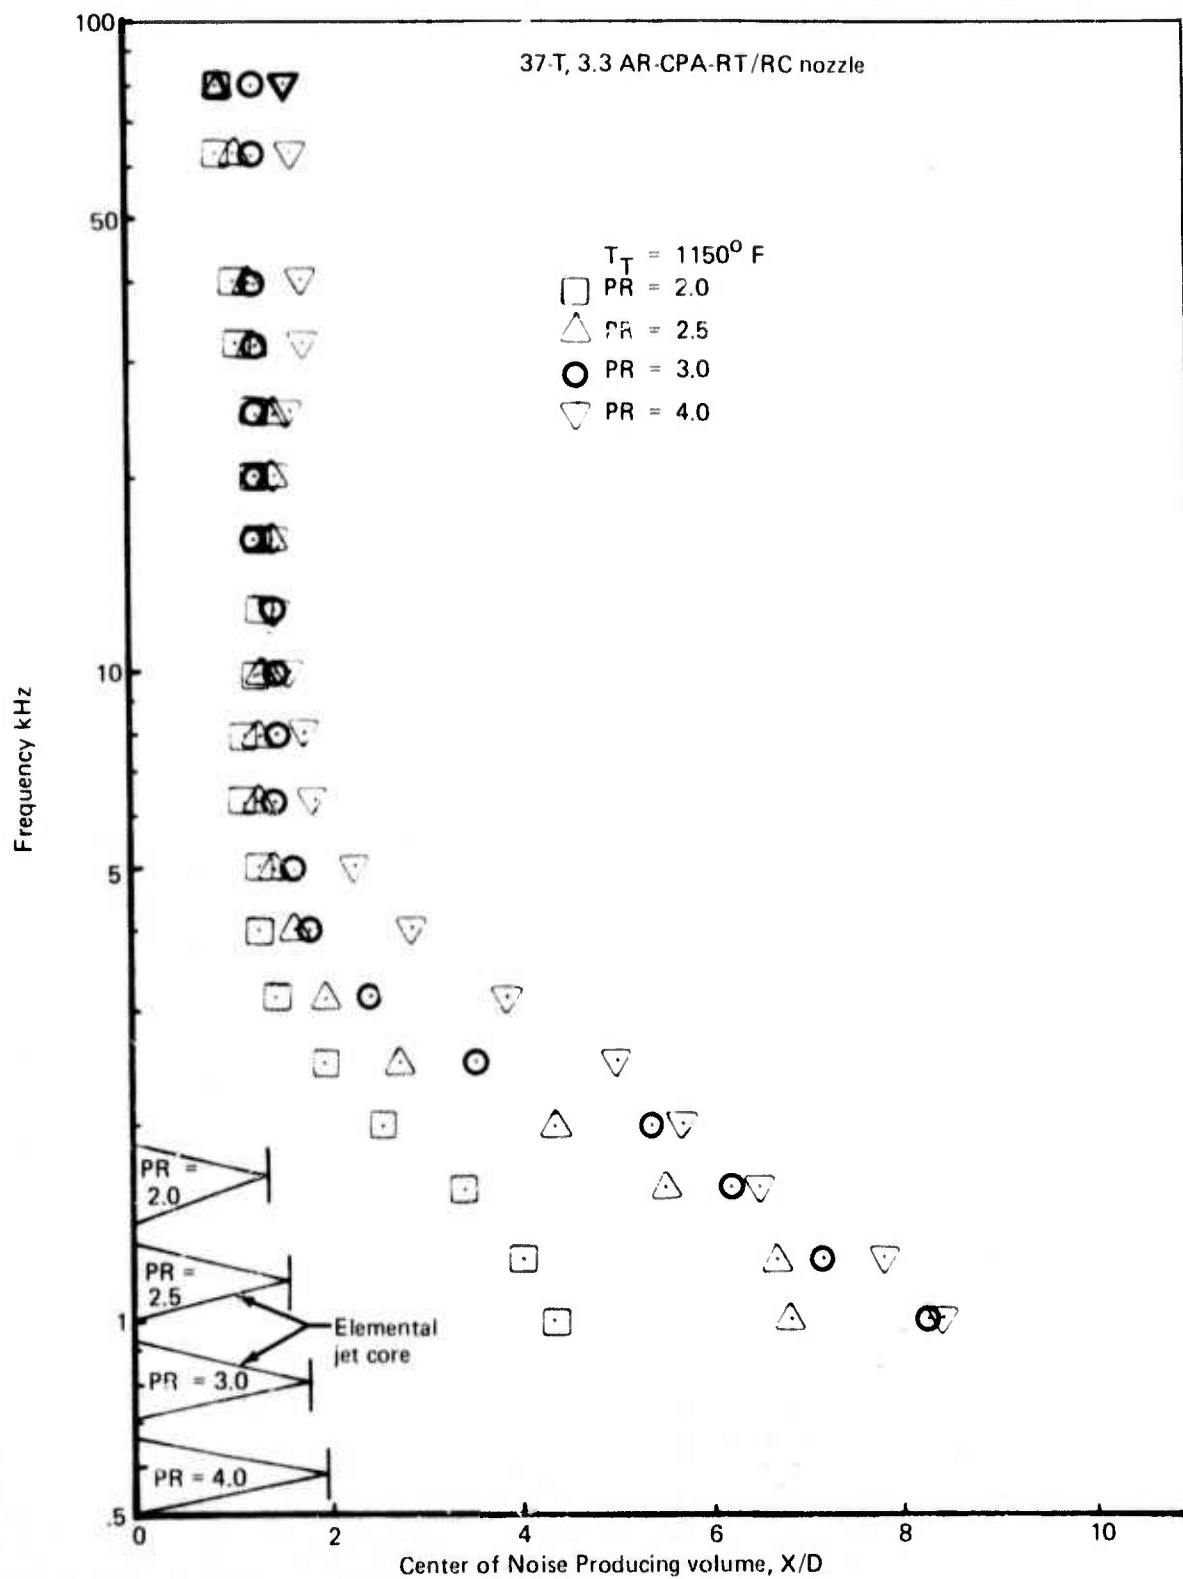 100
37-T, 3.3 AR-CPA-RT/RC nozzle
50
T_T = 1150° F
PR = 2.0
PR = 2.5
PR = 3.0
PR = 4.0
10
Frequency kHz
5
PR =
2.0
PR =
2.5
1
Elemental
jet core
PR = 3.0
PR = 4.0
.5
0 2 4 6 8 10
Center of Noise Producing volume, X/D